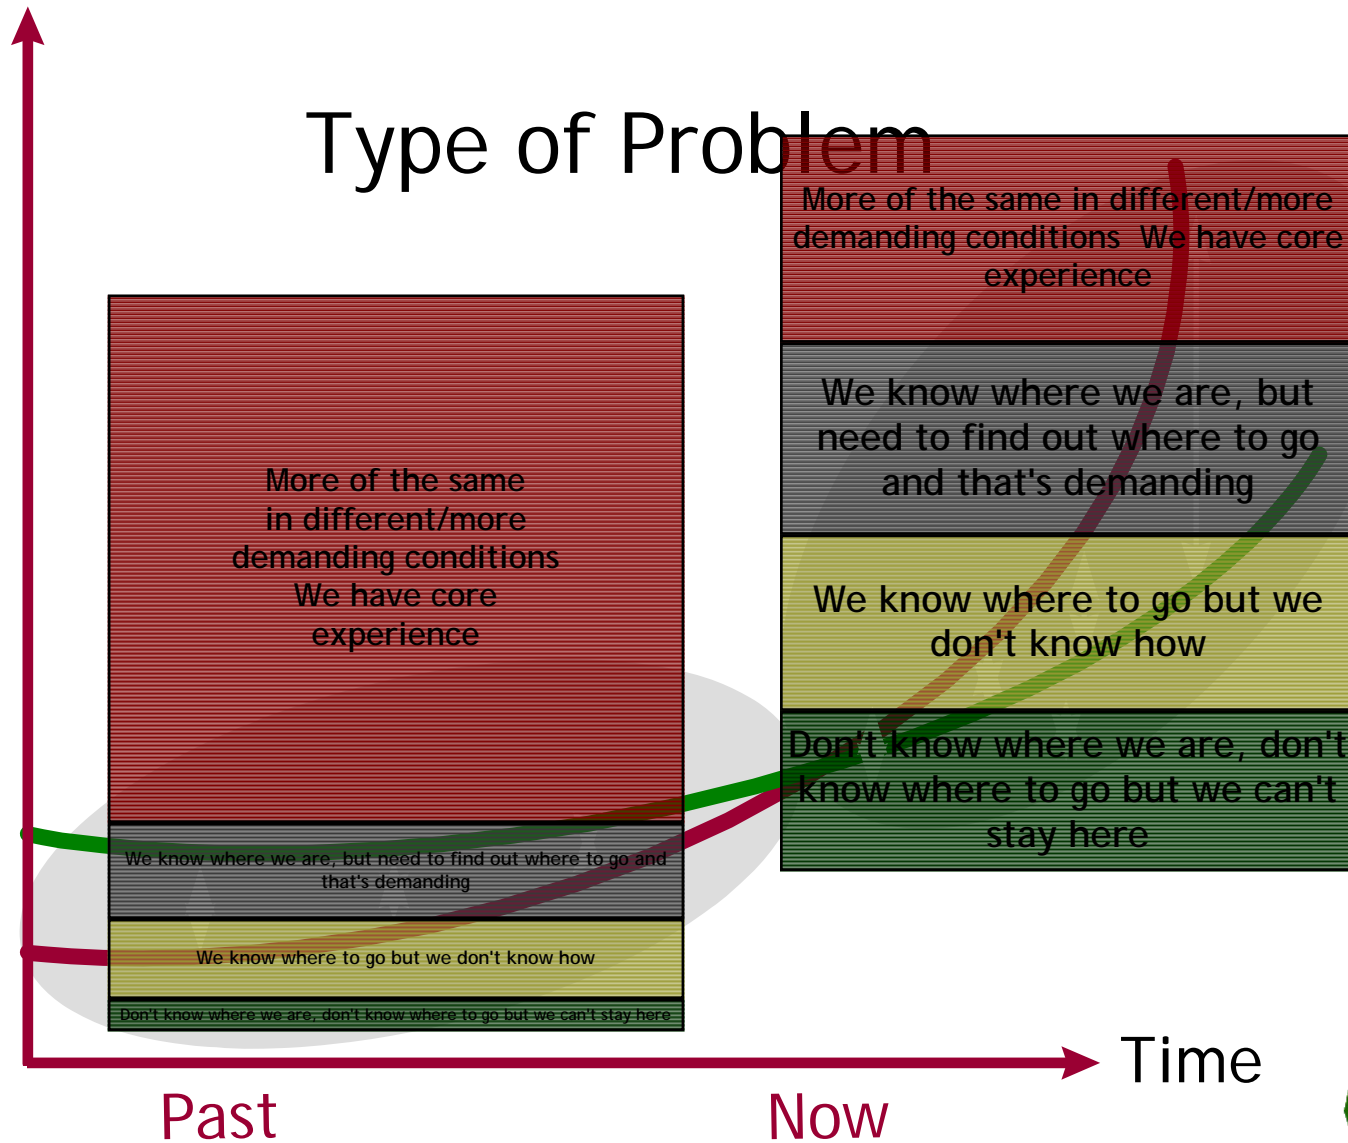 Type of Problem
More of the same
in different/more
demanding conditions
We have core
experience
We know where we are, but need to find out where to go and
that's demanding
We know where to go but we don't know how
Don't know where we are, don't know where to go but we can't stay here
More of the same in different/more
demanding conditions We have core
experience
We know where we are, but
need to find out where to go
and that's demanding
We know where to go but we
don't know how
Don't know where we are, don't
know where to go but we can't
stay here
Time
Past
Now